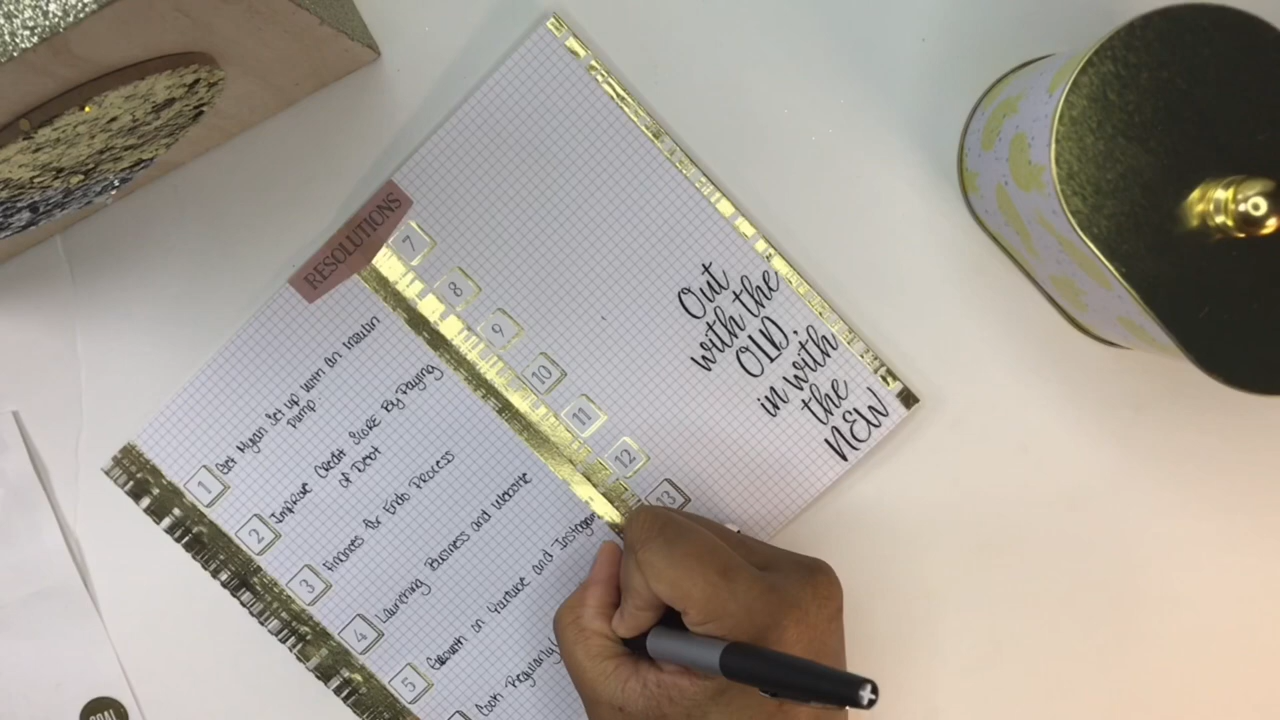 RESOLUTIONS
1 Get Myan Set up with an Insulin
Pump.
2 Improve Credit Score By Paying
of Debt
3 Finances for Endo Process
4 Launching Business and Website
5 Growth on Youtube and Instagram
Cook Regularly
7
8
9
10
11
12
13
Out
with the
OLD,
in with
the
NEW